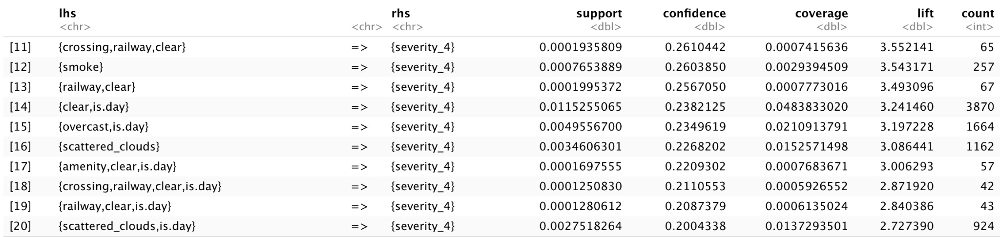 lhs rhs support confidence coverage lift count
<chr> <chr> <chr> <dbl> <dbl> <dbl> <dbl> <int>
[11] {crossing,railway,clear} => {severity_4} 0.0001935809 0.2610442 0.0007415636 3.552141 65
[12] {smoke} => {severity_4} 0.0007653889 0.2603850 0.0029394509 3.543171 257
[13] {railway,clear} => {severity_4} 0.0001995372 0.2567050 0.0007773016 3.493096 67
[14] {clear,is.day} => {severity_4} 0.0115255065 0.2382125 0.0483833020 3.241460 3870
[15] {overcast,is.day} => {severity_4} 0.0049556700 0.2349619 0.0210913791 3.197228 1664
[16] {scattered_clouds} => {severity_4} 0.0034606301 0.2268202 0.0152571498 3.086441 1162
[17] {amenity,clear,is.day} => {severity_4} 0.0001697555 0.2209302 0.0007683671 3.006293 57
[18] {crossing,railway,clear,is.day} => {severity_4} 0.0001250830 0.2110553 0.0005926552 2.871920 42
[19] {railway,clear,is.day} => {severity_4} 0.0001280612 0.2087379 0.0006135024 2.840386 43
[20] {scattered_clouds,is.day} => {severity_4} 0.0027518264 0.2004338 0.0137293501 2.727390 924